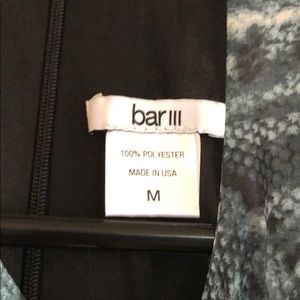 bar III
100% POLYESTER
MADE IN USA
M